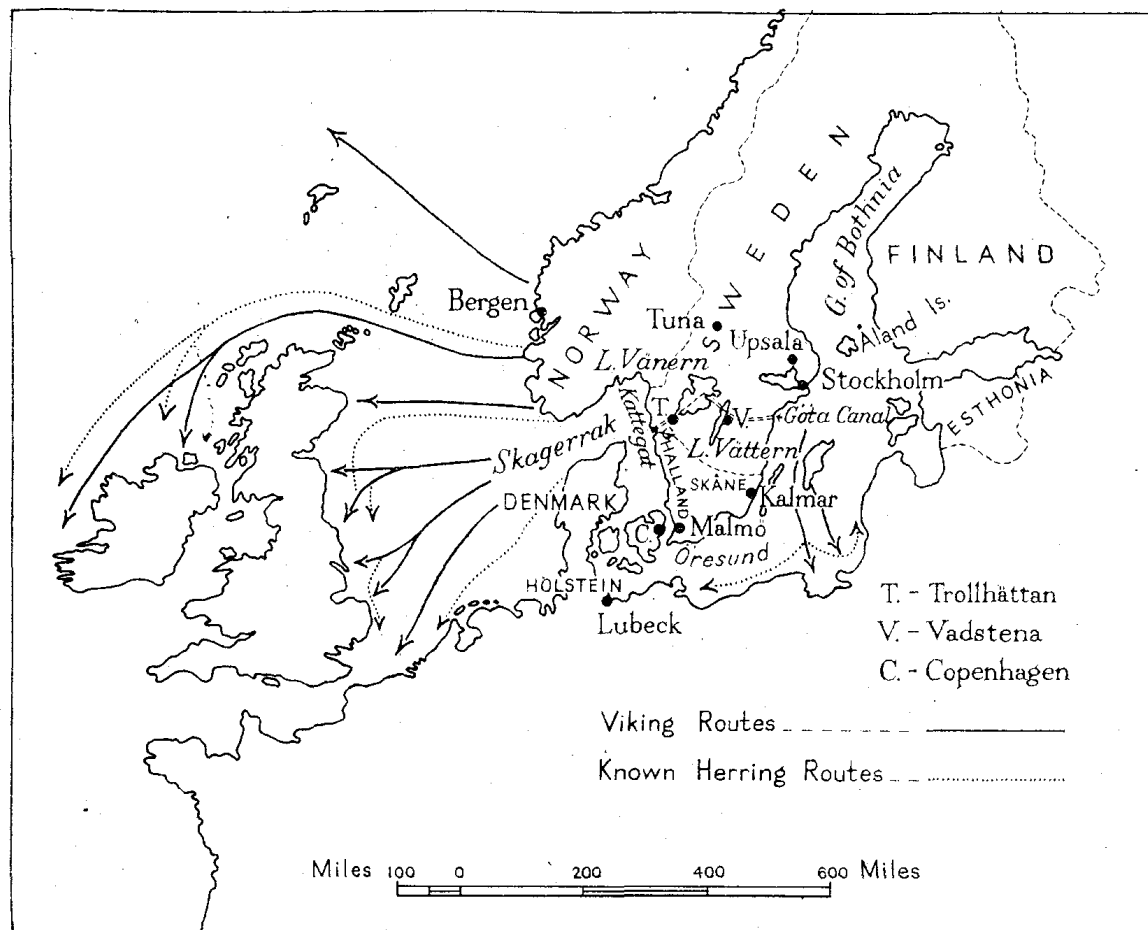 NORWAY
SWEDEN
G. of Bothnia
FINLAND
Bergen
Tuna
Åland Is.
Upsala
L. Vänern
Stockholm
ESTHONIA
Kattegat
T.
V.
Göta Canal
Skagerrak
HALLAND
L. Vättern
SKÅNE
Kalmar
DENMARK
C.
Malmö
Öresund
HOLSTEIN
Lubeck
T. - Trollhättan
V. - Vadstena
C. - Copenhagen
Viking Routes
Known Herring Routes
Miles 100 0 200 400 600 Miles